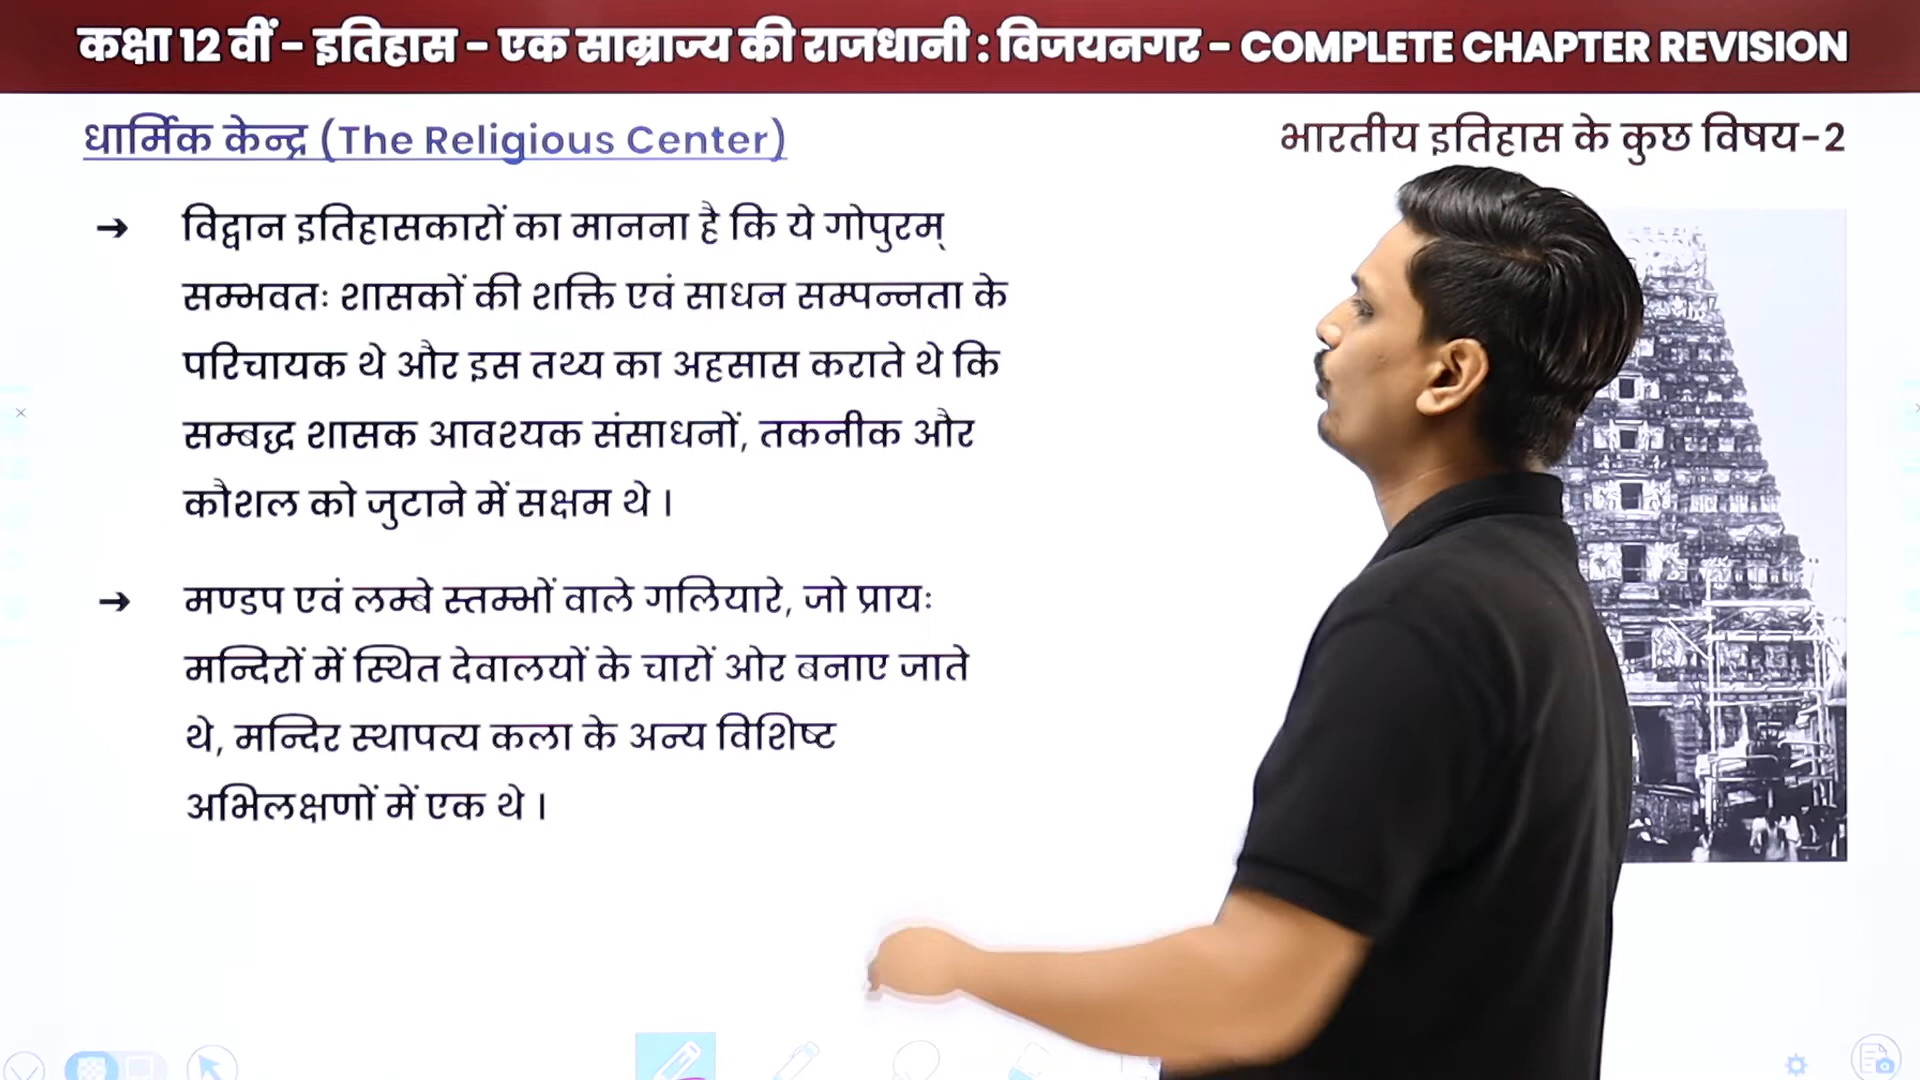 कक्षा 12 वीं - इतिहास - एक साम्राज्य की राजधानी : विजयनगर - COMPLETE CHAPTER REVISION
धार्मिक केन्द्र (The Religious Center)
भारतीय इतिहास के कुछ विषय-2
→ विद्वान इतिहासकारों का मानना है कि ये गोपुरम्
सम्भवतः शासकों की शक्ति एवं साधन सम्पन्नता के
परिचायक थे और इस तथ्य का अहसास कराते थे कि
सम्बद्ध शासक आवश्यक संसाधनों, तकनीक और
कौशल को जुटाने में सक्षम थे ।
→ मण्डप एवं लम्बे स्तम्भों वाले गलियारे, जो प्रायः
मन्दिरों में स्थित देवालयों के चारों ओर बनाए जाते
थे, मन्दिर स्थापत्य कला के अन्य विशिष्ट
अभिलक्षणों में एक थे ।